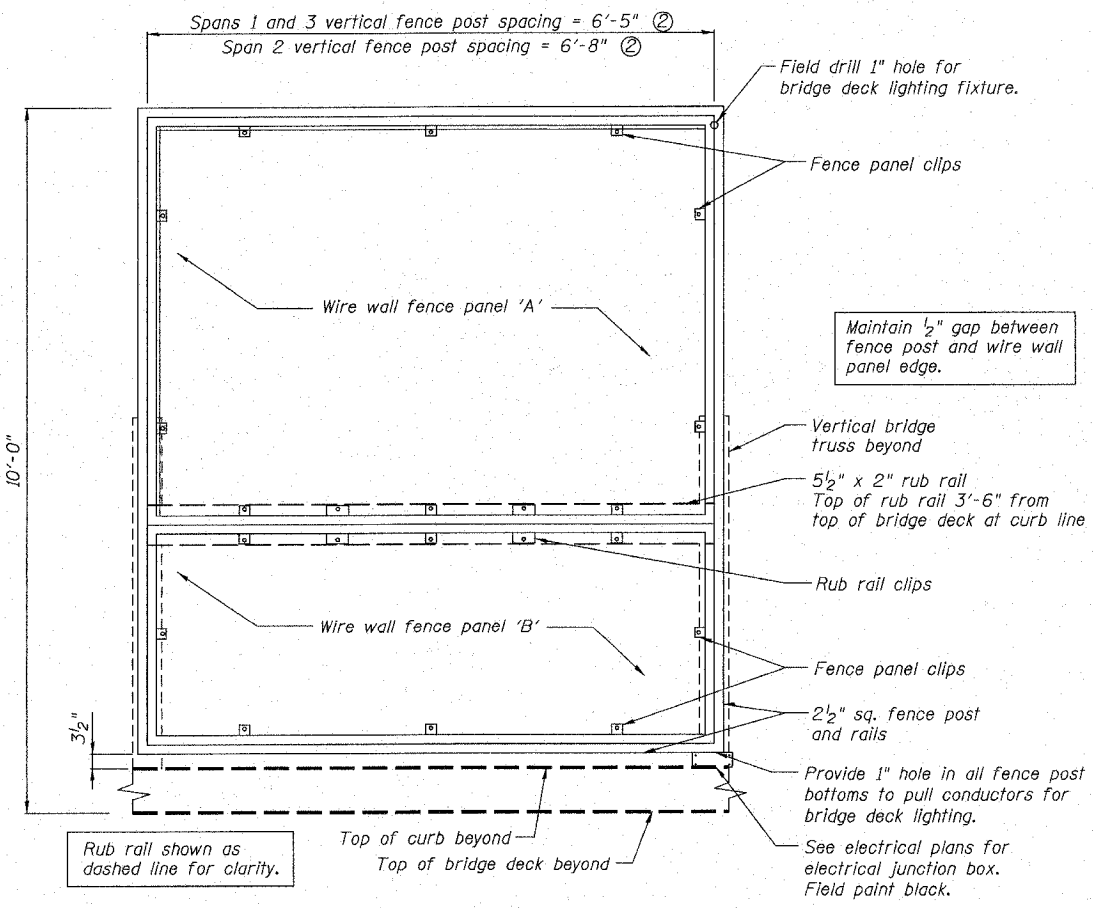 Spans 1 and 3 vertical fence post spacing = 6'-5" ②
Span 2 vertical fence post spacing = 6'-8" ②
Field drill 1" hole for
bridge deck lighting fixture.
Fence panel clips
Wire wall fence panel 'A'
Maintain ½" gap between
fence post and wire wall
panel edge.
10'-0"
Vertical bridge
truss beyond
5½" x 2" rub rail
Top of rub rail 3'-6" from
top of bridge deck at curb line
Rub rail clips
Wire wall fence panel 'B'
Fence panel clips
3½"
2½" sq. fence post
and rails
Provide 1" hole in all fence post
bottoms to pull conductors for
bridge deck lighting.
Top of curb beyond
Top of bridge deck beyond
Rub rail shown as
dashed line for clarity.
See electrical plans for
electrical junction box.
Field paint black.